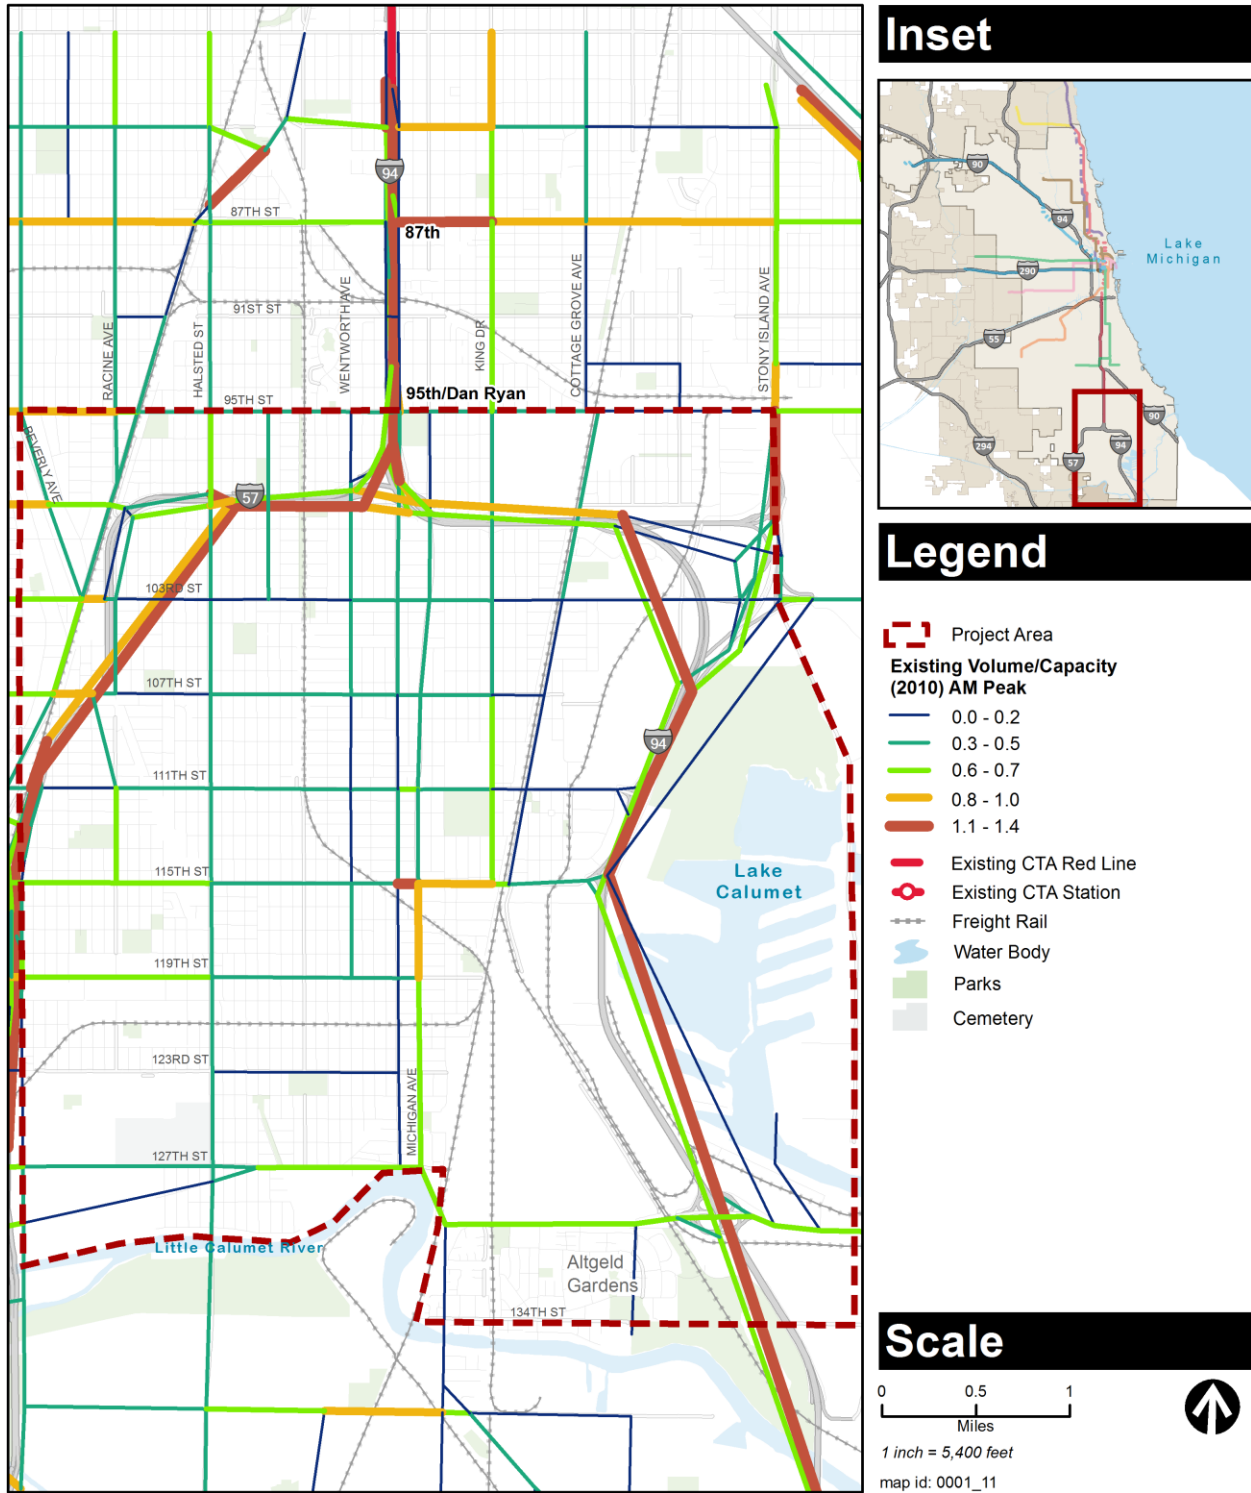 94
87TH ST
87th
91ST ST
RACINE AVE
HALSTED ST
WENTWORTH AVE
KING DR
COTTAGE GROVE AVE
STONY ISLAND AVE
95TH ST
95th/Dan Ryan
BEVERLY AVE
57
103RD ST
107TH ST
94
111TH ST
115TH ST
Lake
Calumet
119TH ST
123RD ST
MICHIGAN AVE
127TH ST
Little Calumet River
Altgeld
Gardens
134TH ST
Inset
90
94
Lake
Michigan
290
55
90
294
94
57
Legend
Project Area
Existing Volume/Capacity
(2010) AM Peak
0.0 - 0.2
0.3 - 0.5
0.6 - 0.7
0.8 - 1.0
1.1 - 1.4
Existing CTA Red Line
Existing CTA Station
Freight Rail
Water Body
Parks
Cemetery
Scale
0 0.5 1
Miles
1 inch = 5,400 feet
map id: 0001_11